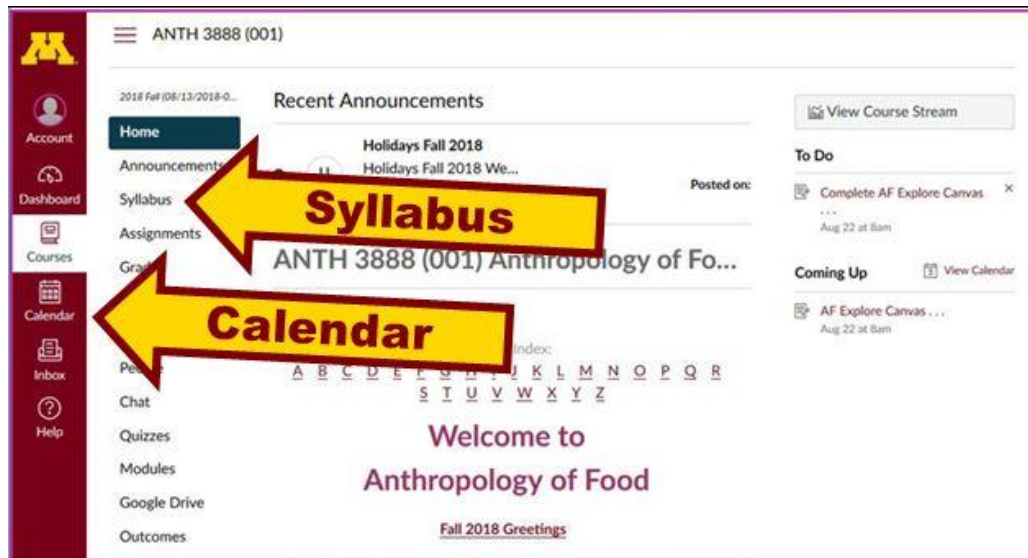 M
ANTH 3888 (001)
Account
Dashboard
Courses
Calendar
Inbox
Help
2018 Fall (08/13/2018-0...
Home
Announcements
Syllabus
Assignments
Chat
Quizzes
Modules
Google Drive
Outcomes
Recent Announcements
Holidays Fall 2018
Holidays Fall 2018 We...
Posted on:
Syllabus
ANTH 3888 (001) Anthropology of Fo...
Calendar
Index:
A B C D E F G H I J K L M N O P Q R
S T U V W X Y Z
Welcome to
Anthropology of Food
Fall 2018 Greetings
View Course Stream
To Do
Complete AF Explore Canvas
...
Aug 22 at 8am
Coming Up
View Calendar
AF Explore Canvas ...
Aug 22 at 8am